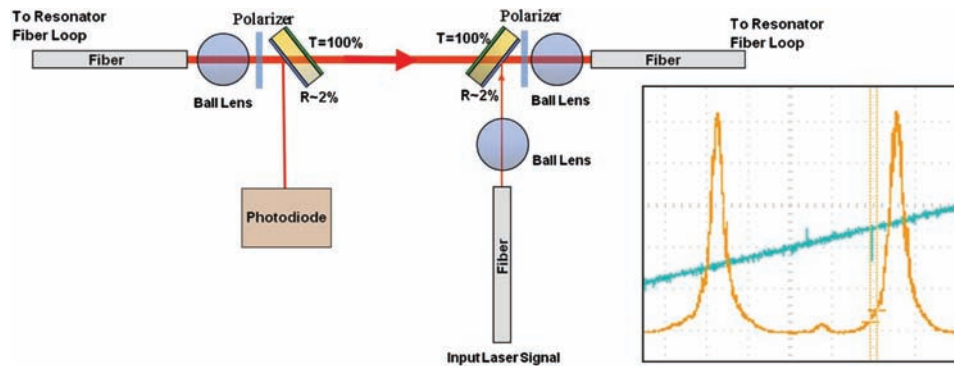 To Resonator
Fiber Loop
Polarizer
Polarizer
To Resonator
Fiber Loop
T=100%
T=100%
Fiber
Fiber
Ball Lens
R~2%
R~2%
Ball Lens
Ball Lens
Photodiode
Fiber
Input Laser Signal